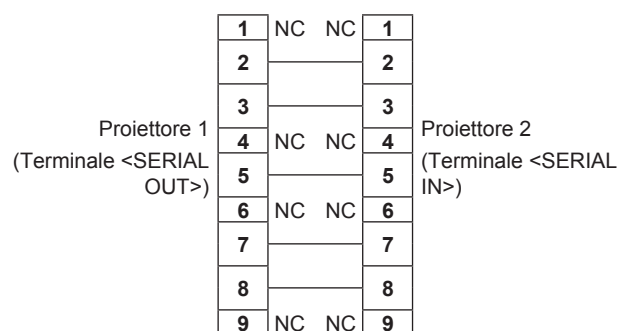 1 NC NC 1
2 2
3 3
Proiettore 1
(Terminale <SERIAL
OUT>)
4 NC NC 4
Proiettore 2
(Terminale <SERIAL
IN>)
5 5
6 NC NC 6
7 7
8 8
9 NC NC 9